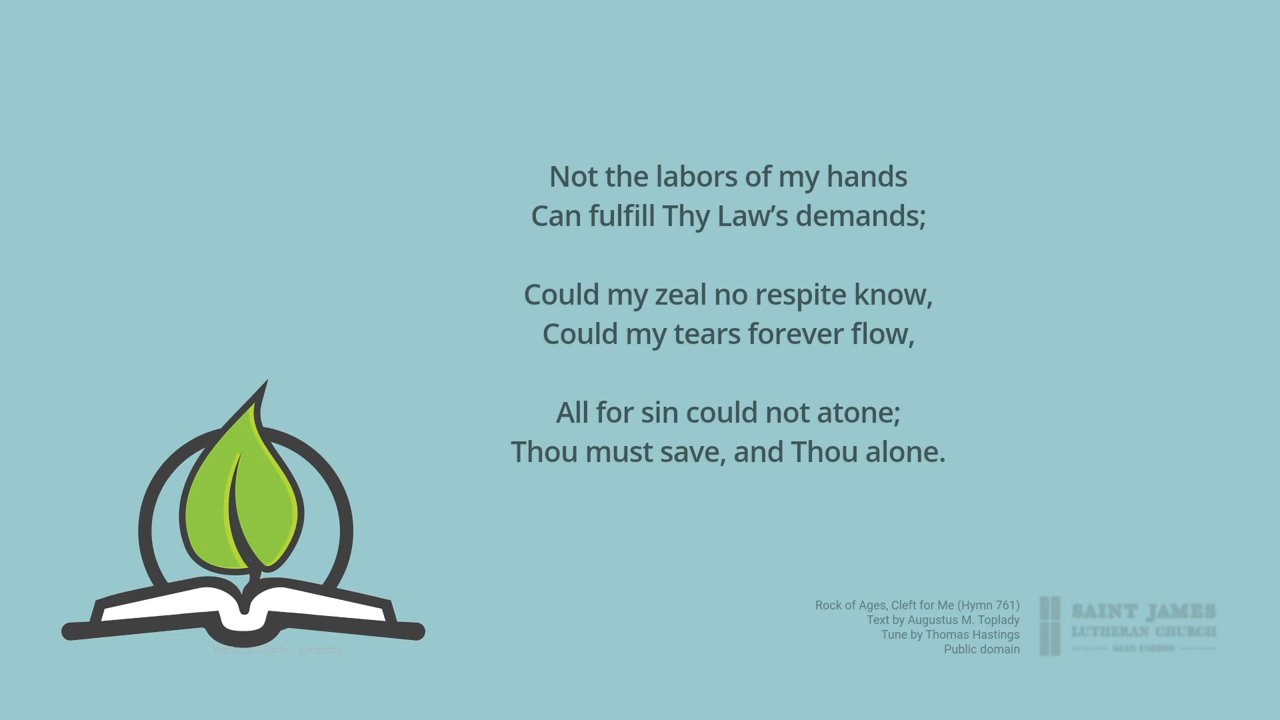 Not the labors of my hands
Can fulfill Thy Law’s demands;
Could my zeal no respite know,
Could my tears forever flow,
All for sin could not atone;
Thou must save, and Thou alone.
Rock of Ages, Cleft for Me (Hymn 761)
Text by Augustus M. Toplady
Tune by Thomas Hastings
Public domain
SAINT JAMES
LUTHERAN CHURCH
GLEN CARBON